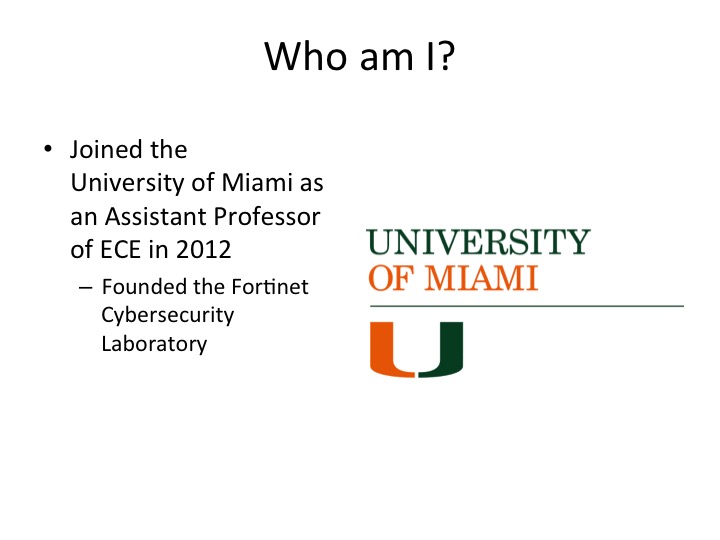 Who am I?
• Joined the
University of Miami as
an Assistant Professor
of ECE in 2012
– Founded the Fortinet
Cybersecurity
Laboratory
UNIVERSITY
OF MIAMI
U